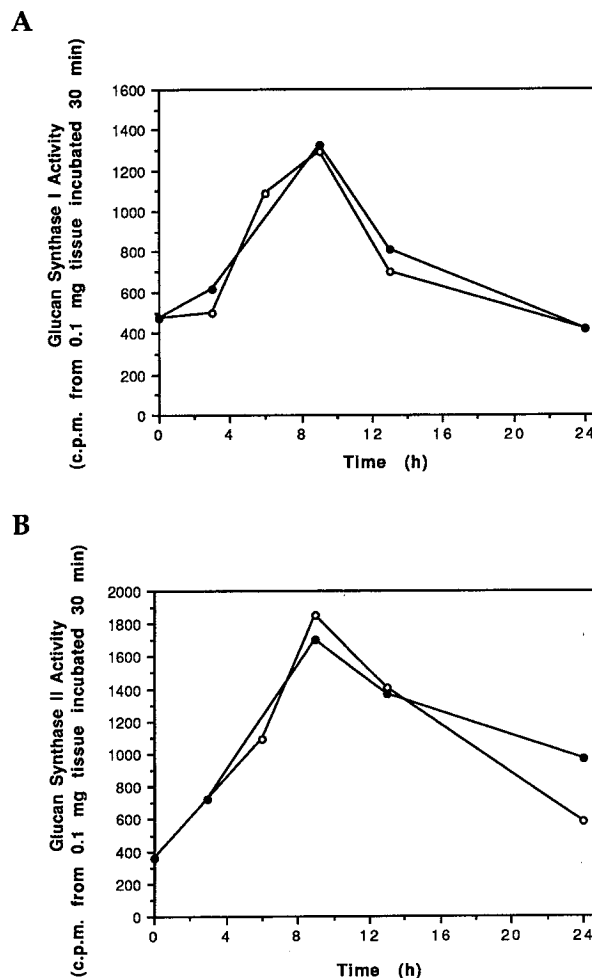 A
Glucan Synthase I Activity
(c.p.m. from 0.1 mg tissue incubated 30 min)
1600
1400
1200
1000
800
600
400
200
0
0 4 8 12 16 20 24
Time (h)
B
Glucan Synthase II Activity
(c.p.m. from 0.1 mg tissue incubated 30 min)
2000
1800
1600
1400
1200
1000
800
600
400
200
0
0 4 8 12 16 20 24
Time (h)